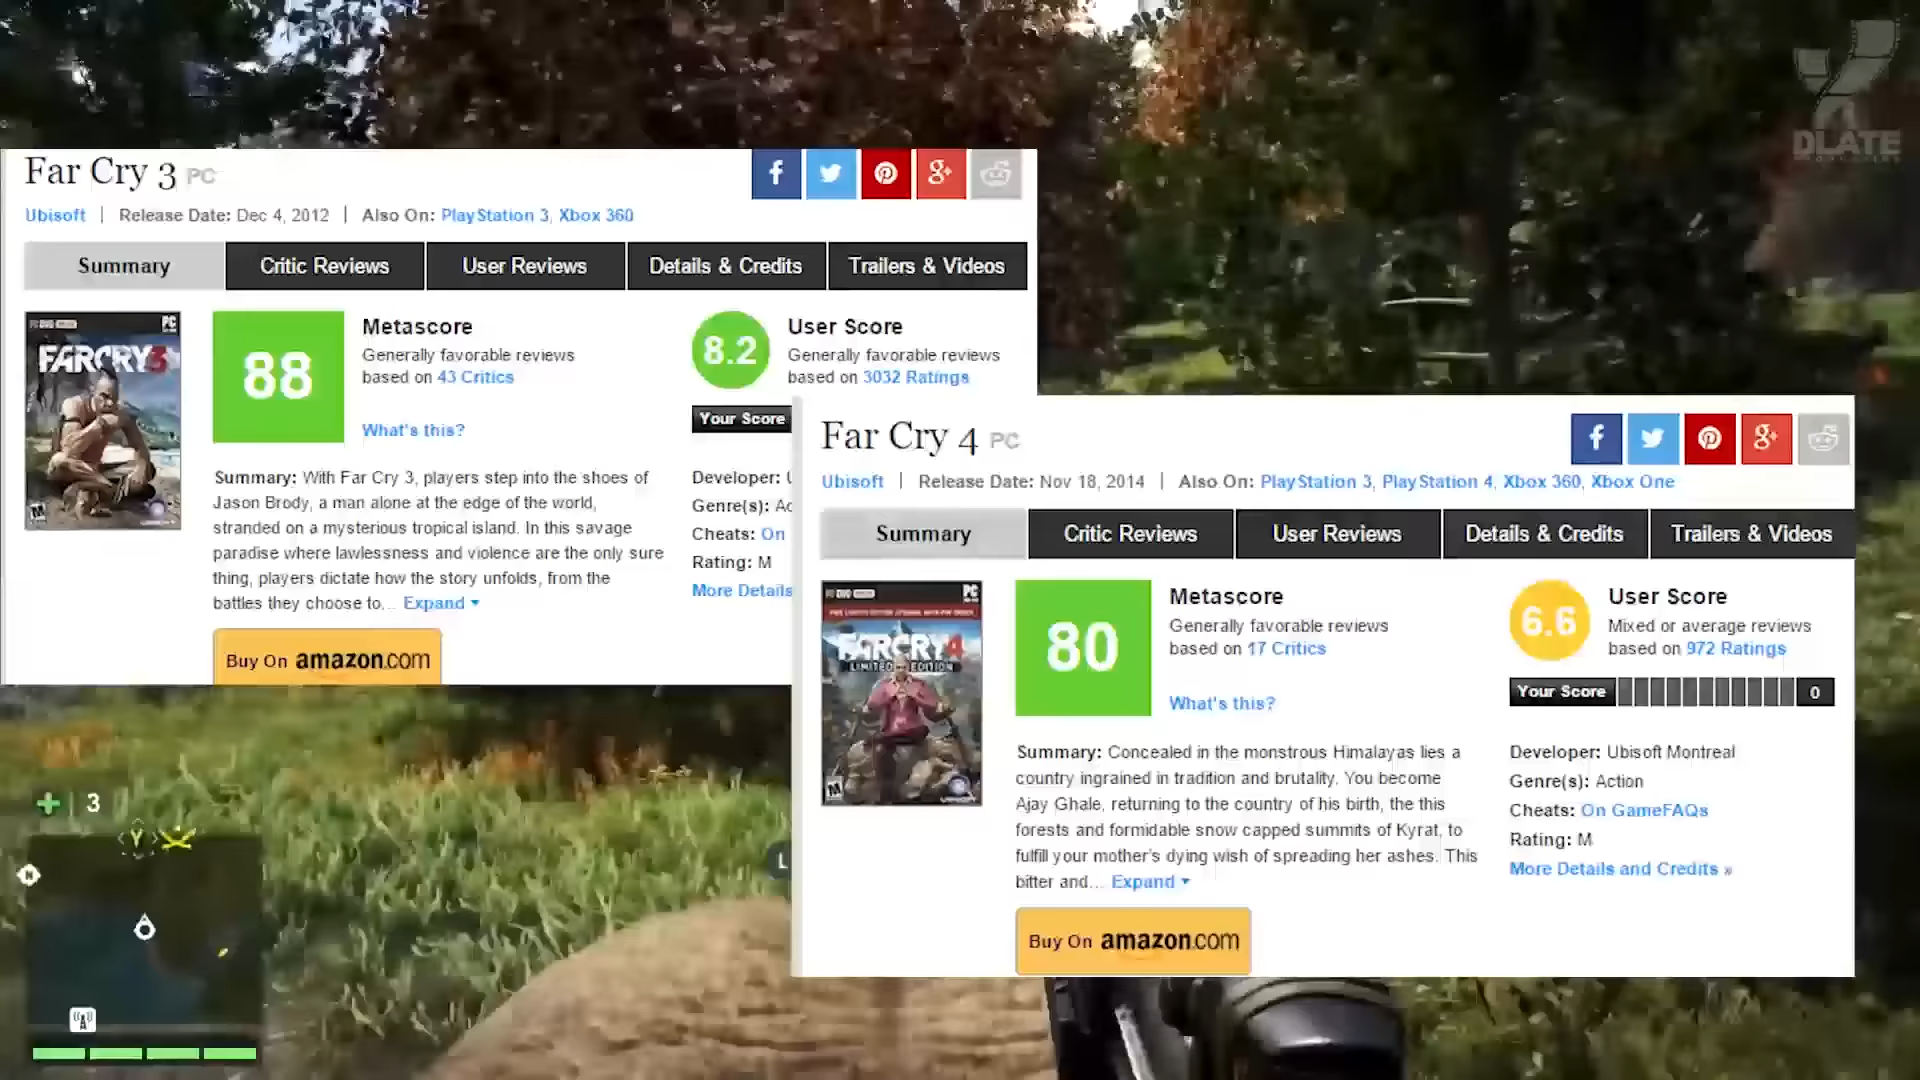 DLATE
Far Cry 3 PC
Ubisoft | Release Date: Dec 4, 2012 | Also On: PlayStation 3, Xbox 360
Summary
Critic Reviews
User Reviews
Details & Credits
Trailers & Videos
PC
FARCRY3
M
88
Metascore
Generally favorable reviews
based on 43 Critics
What's this?
8.2
User Score
Generally favorable reviews
based on 3032 Ratings
Your Score
Summary: With Far Cry 3, players step into the shoes of
Jason Brody, a man alone at the edge of the world,
stranded on a mysterious tropical island. In this savage
paradise where lawlessness and violence are the only sure
thing, players dictate how the story unfolds, from the
battles they choose to... Expand
Developer: U
Genre(s): Ac
Cheats: On
Rating: M
More Details
Buy On amazon.com
Far Cry 4 PC
Ubisoft | Release Date: Nov 18, 2014 | Also On: PlayStation 3, PlayStation 4, Xbox 360, Xbox One
Summary
Critic Reviews
User Reviews
Details & Credits
Trailers & Videos
PC
FARCRY4
LIMITED EDITION
M
80
Metascore
Generally favorable reviews
based on 17 Critics
What's this?
6.6
User Score
Mixed or average reviews
based on 972 Ratings
Your Score
0
Summary: Concealed in the monstrous Himalayas lies a
country ingrained in tradition and brutality. You become
Ajay Ghale, returning to the country of his birth, the this
forests and formidable snow capped summits of Kyrat, to
fulfill your mother's dying wish of spreading her ashes. This
bitter and... Expand
Developer: Ubisoft Montreal
Genre(s): Action
Cheats: On GameFAQs
Rating: M
More Details and Credits »
Buy On amazon.com
3
Y
L